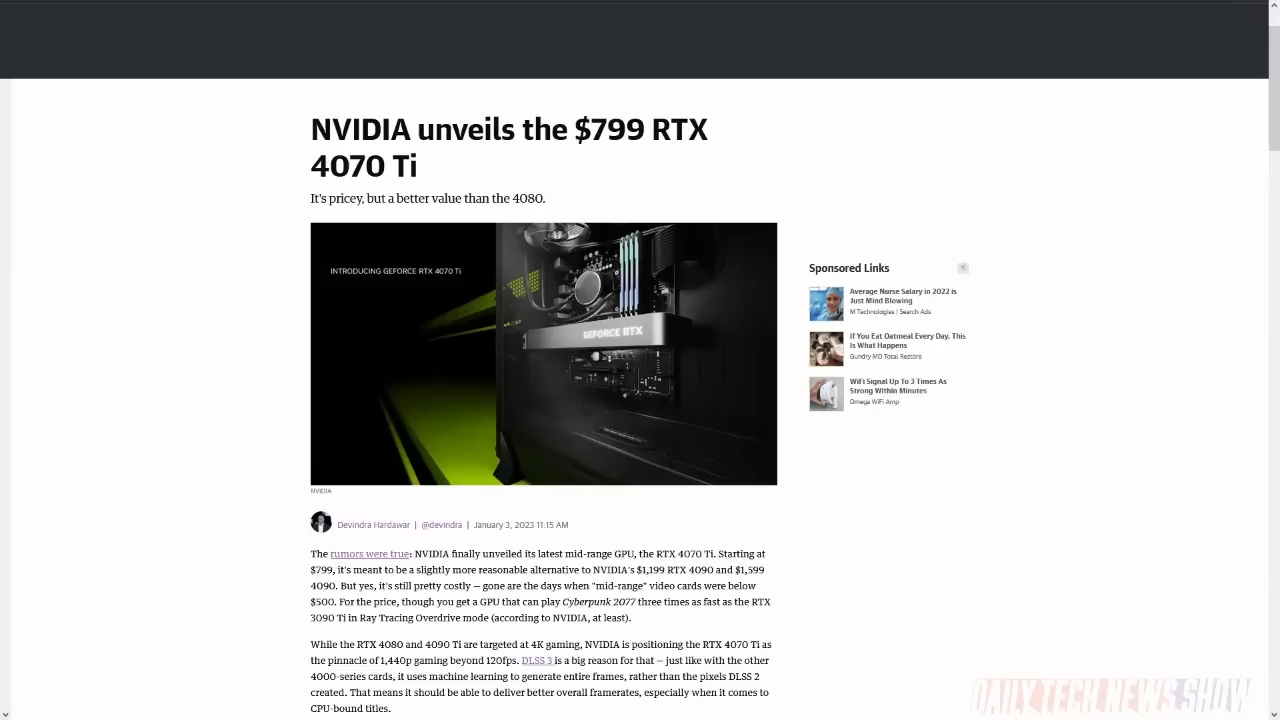 NVIDIA unveils the $799 RTX
4070 Ti
It's pricey, but a better value than the 4080.
INTRODUCING GEFORCE RTX 4070 Ti
GEFORCE RTX
NVIDIA
Devindra Hardawar | @devindra | January 3, 2023 11:15 AM
The rumors were true: NVIDIA finally unveiled its latest mid-range GPU, the RTX 4070 Ti. Starting at
$799, it's meant to be a slightly more reasonable alternative to NVIDIA's $1,199 RTX 4090 and $1,599
4090. But yes, it's still pretty costly — gone are the days when "mid-range" video cards were below
$500. For the price, though you get a GPU that can play Cyberpunk 2077 three times as fast as the RTX
3090 Ti in Ray Tracing Overdrive mode (according to NVIDIA, at least).
While the RTX 4080 and 4090 Ti are targeted at 4K gaming, NVIDIA is positioning the RTX 4070 Ti as
the pinnacle of 1,440p gaming beyond 120fps. DLSS 3 is a big reason for that — just like with the other
4000-series cards, it uses machine learning to generate entire frames, rather than the pixels DLSS 2
created. That means it should be able to deliver better overall framerates, especially when it comes to
CPU-bound titles.
Sponsored Links
Average Nurse Salary in 2022 is
Just Mind Blowing
M Technologies | Search Ads
If You Eat Oatmeal Every Day, This
Is What Happens
Gundry MD Total Restore
WiFi Signal Up To 3 Times As
Strong Within Minutes
Omega WiFi Amp
DAILY TECH NEWS SHOW